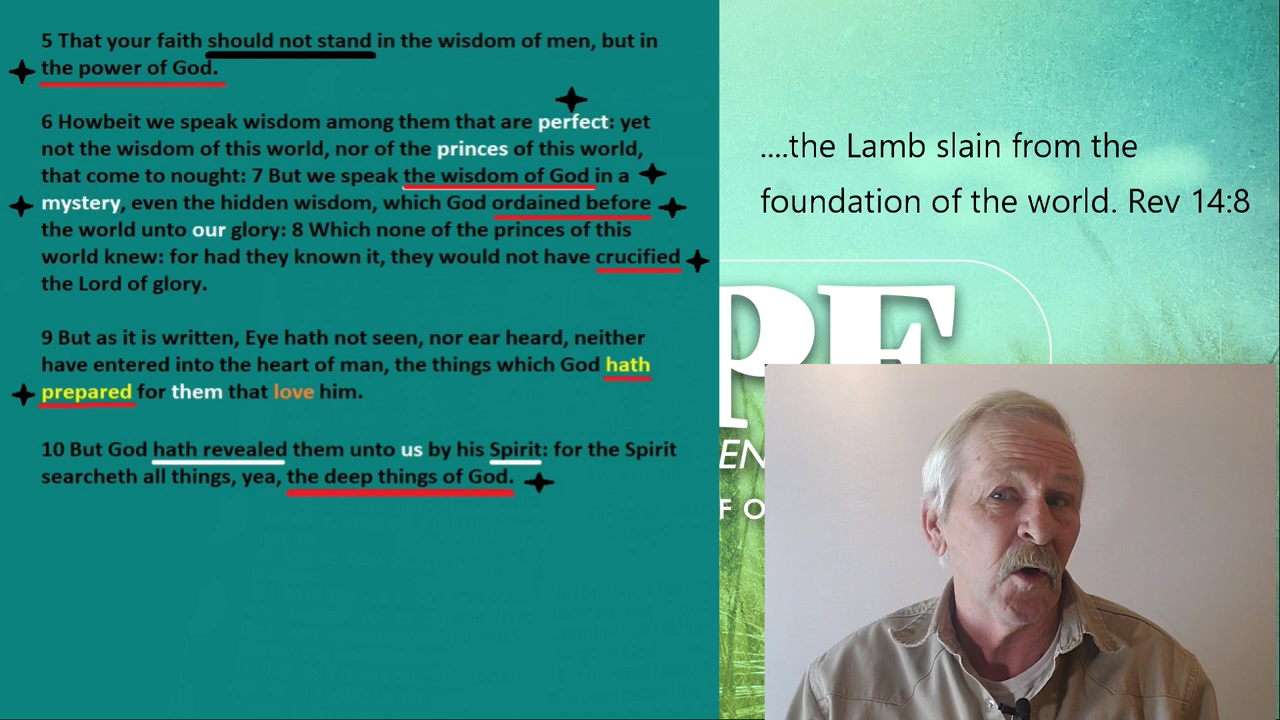 5 That your faith should not stand in the wisdom of men, but in
the power of God.
6 Howbeit we speak wisdom among them that are perfect: yet
not the wisdom of this world, nor of the princes of this world,
that come to nought: 7 But we speak the wisdom of God in a
mystery, even the hidden wisdom, which God ordained before
the world unto our glory: 8 Which none of the princes of this
world knew: for had they known it, they would not have crucified
the Lord of glory.
9 But as it is written, Eye hath not seen, nor ear heard, neither
have entered into the heart of man, the things which God hath
prepared for them that love him.
10 But God hath revealed them unto us by his Spirit: for the Spirit
searcheth all things, yea, the deep things of God.
....the Lamb slain from the
foundation of the world. Rev 14:8
PE
EN
F O